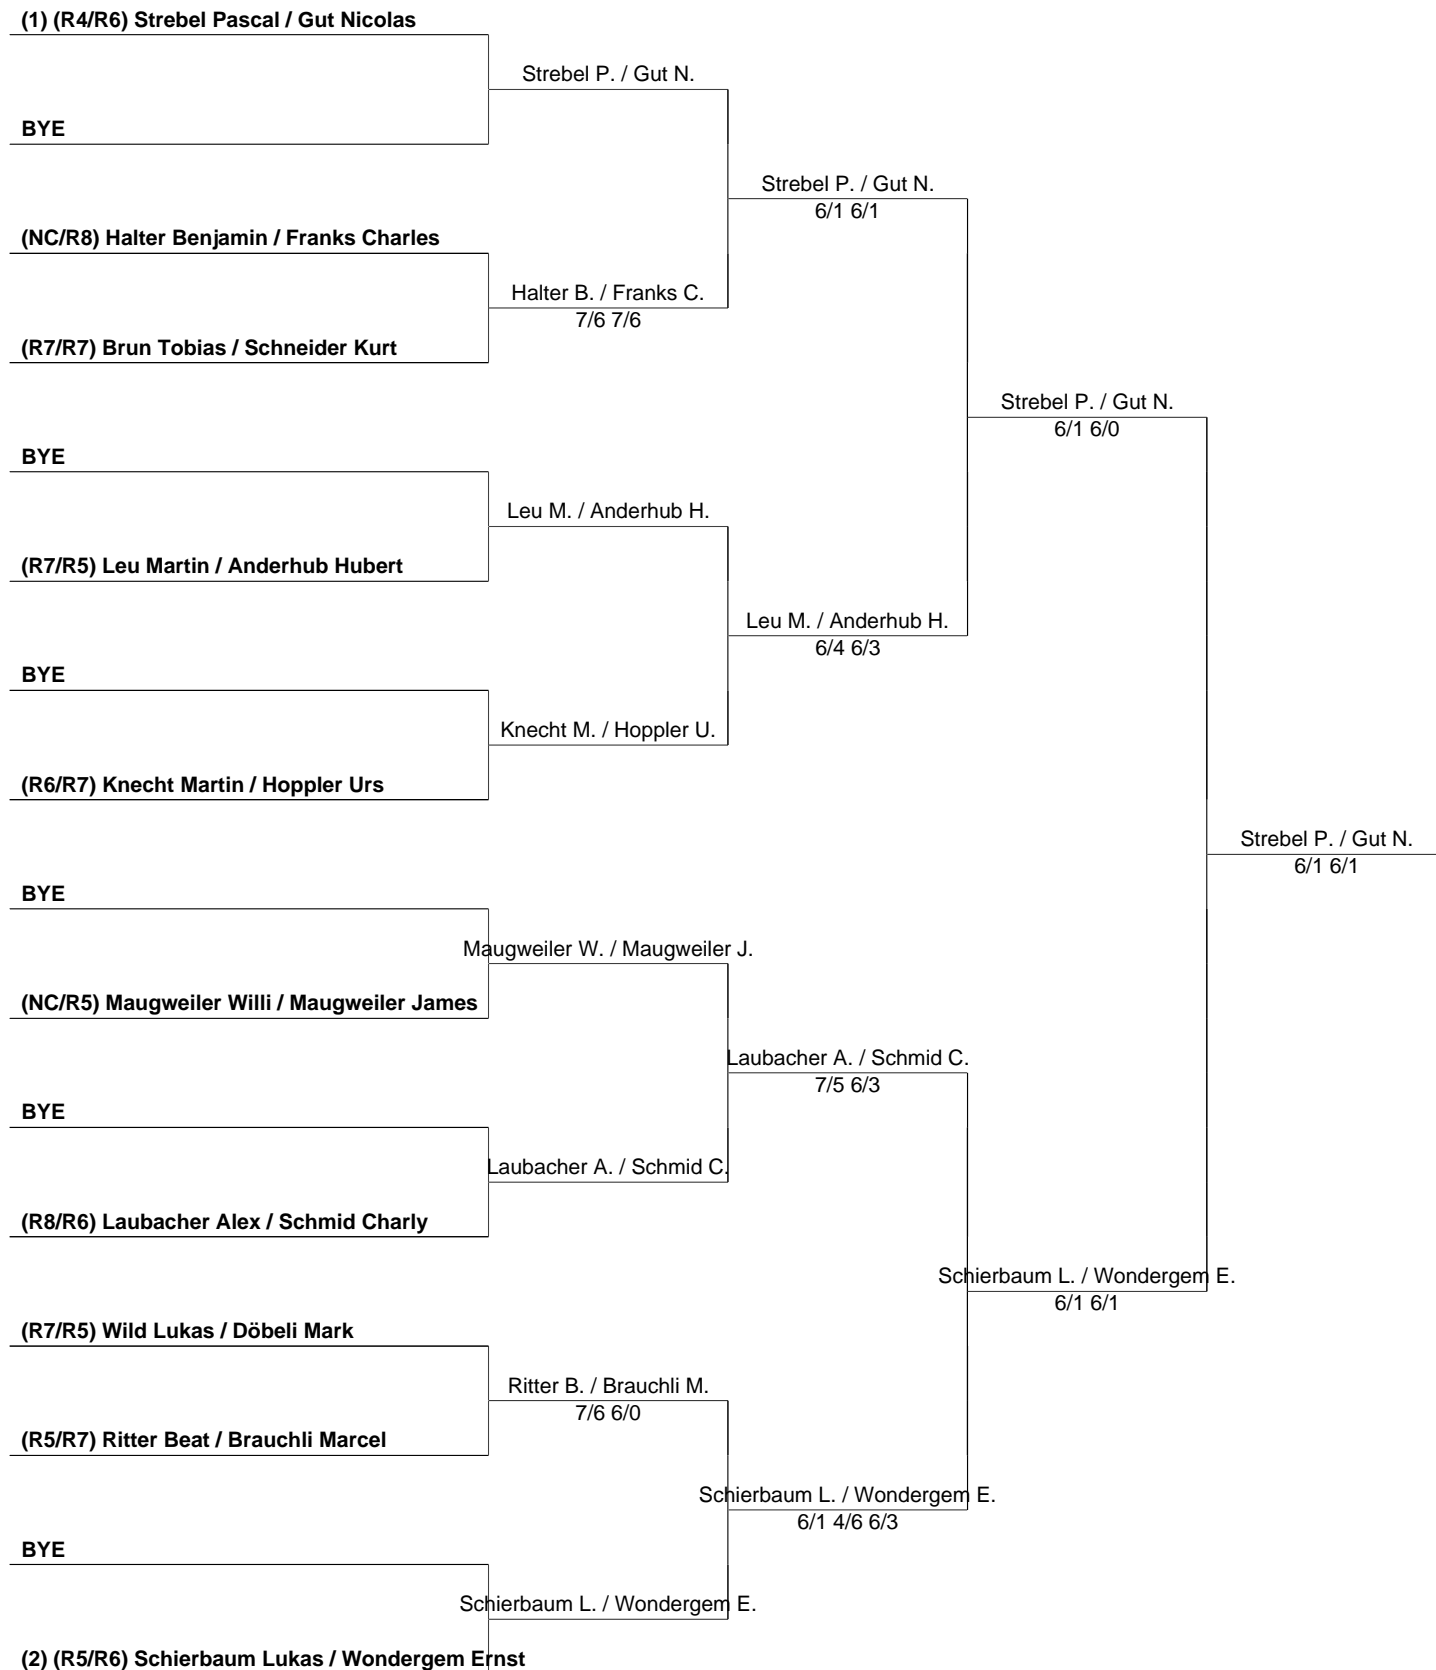 (1) (R4/R6) Strebel Pascal / Gut Nicolas
Strebel P. / Gut N.
BYE
Strebel P. / Gut N.
6/1 6/1
(NC/R8) Halter Benjamin / Franks Charles
Halter B. / Franks C.
7/6 7/6
(R7/R7) Brun Tobias / Schneider Kurt
Strebel P. / Gut N.
6/1 6/0
BYE
Leu M. / Anderhub H.
(R7/R5) Leu Martin / Anderhub Hubert
Leu M. / Anderhub H.
6/4 6/3
BYE
Knecht M. / Hoppler U.
(R6/R7) Knecht Martin / Hoppler Urs
Strebel P. / Gut N.
6/1 6/1
BYE
Maugweiler W. / Maugweiler J.
(NC/R5) Maugweiler Willi / Maugweiler James
Laubacher A. / Schmid C.
7/5 6/3
BYE
Laubacher A. / Schmid C.
(R8/R6) Laubacher Alex / Schmid Charly
Schierbaum L. / Wondergem E.
6/1 6/1
(R7/R5) Wild Lukas / Döbeli Mark
Ritter B. / Brauchli M.
7/6 6/0
(R5/R7) Ritter Beat / Brauchli Marcel
Schierbaum L. / Wondergem E.
6/1 4/6 6/3
BYE
Schierbaum L. / Wondergem E.
(2) (R5/R6) Schierbaum Lukas / Wondergem Ernst